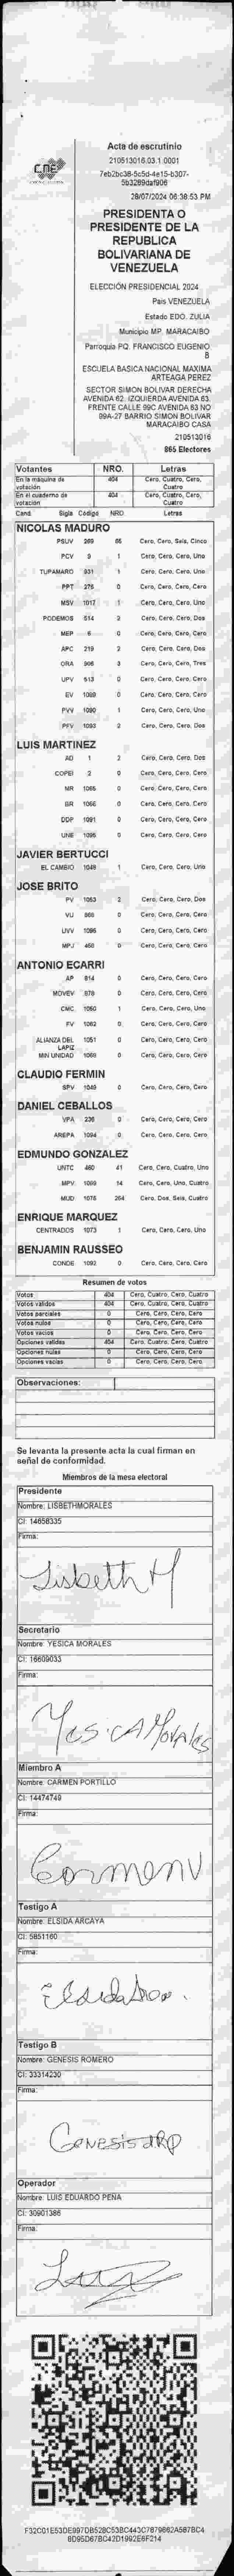 CNE
Acta de escrutinio
210513016.03.1.0001
7eb2bc38-5c5d-4e15-b307-
5b3289daf906
28/07/2024 06:38:53 PM
PRESIDENTA O
PRESIDENTE DE LA
REPUBLICA
BOLIVARIANA DE
VENEZUELA
ELECCIÓN PRESIDENCIAL 2024
País VENEZUELA
Estado EDO. ZULIA
Municipio MP. MARACAIBO
Parroquia PQ. FRANCISCO EUGENIO
B
ESCUELA BASICA NACIONAL MAXIMA
ARTEAGA PEREZ
SECTOR SIMON BOLIVAR DERECHA
AVENIDA 62. IZQUIERDA AVENIDA 63.
FRENTE CALLE 99C AVENIDA 63 NO
99A-27 BARRIO SIMON BOLIVAR
MARACAIBO CASA
210513016
865 Electores
Votantes NRO. Letras
En la máquina de votación 404 Cero, Cuatro, Cero, Cuatro
En el cuaderno de votación 404 Cero, Cuatro, Cero, Cuatro
Cand. Sigla Código NRO Letras
NICOLAS MADURO
PSUV 269 65 Cero, Cero, Seis, Cinco
PCV 9 1 Cero, Cero, Cero, Uno
TUPAMARO 931 1 Cero, Cero, Cero, Uno
PPT 275 0 Cero, Cero, Cero, Cero
MSV 1017 1 Cero, Cero, Cero, Uno
PODEMOS 514 2 Cero, Cero, Cero, Dos
MEP 6 0 Cero, Cero, Cero, Cero
APC 219 2 Cero, Cero, Cero, Dos
ORA 906 3 Cero, Cero, Cero, Tres
UPV 613 0 Cero, Cero, Cero, Cero
EV 1089 0 Cero, Cero, Cero, Cero
PVV 1090 1 Cero, Cero, Cero, Uno
PFV 1093 2 Cero, Cero, Cero, Dos
LUIS MARTINEZ
AD 1 2 Cero, Cero, Cero, Dos
COPEI 2 0 Cero, Cero, Cero, Cero
MR 1065 0 Cero, Cero, Cero, Cero
BR 1066 0 Cero, Cero, Cero, Cero
DDP 1091 0 Cero, Cero, Cero, Cero
UNE 1095 0 Cero, Cero, Cero, Cero
JAVIER BERTUCCI
EL CAMBIO 1049 1 Cero, Cero, Cero, Uno
JOSE BRITO
PV 1053 2 Cero, Cero, Cero, Dos
VU 966 0 Cero, Cero, Cero, Cero
UVV 1096 0 Cero, Cero, Cero, Cero
MPJ 458 0 Cero, Cero, Cero, Cero
ANTONIO ECARRI
AP 814 0 Cero, Cero, Cero, Cero
MOVEV 978 0 Cero, Cero, Cero, Cero
CMC 1050 1 Cero, Cero, Cero, Uno
FV 1062 0 Cero, Cero, Cero, Cero
ALIANZA DEL LAPIZ 1051 0 Cero, Cero, Cero, Cero
MIN UNIDAD 1069 0 Cero, Cero, Cero, Cero
CLAUDIO FERMIN
SPV 1048 0 Cero, Cero, Cero, Cero
DANIEL CEBALLOS
VPA 236 0 Cero, Cero, Cero, Cero
AREPA 1094 0 Cero, Cero, Cero, Cero
EDMUNDO GONZALEZ
UNTC 460 41 Cero, Cero, Cuatro, Uno
MPV 1099 14 Cero, Cero, Uno, Cuatro
MUD 1076 264 Cero, Dos, Seis, Cuatro
ENRIQUE MARQUEZ
CENTRADOS 1073 1 Cero, Cero, Cero, Uno
BENJAMIN RAUSSEO
CONDE 1092 0 Cero, Cero, Cero, Cero
Resumen de votos
Votos 404 Cero, Cuatro, Cero, Cuatro
Votos válidos 404 Cero, Cuatro, Cero, Cuatro
Votos parciales 0 Cero, Cero, Cero, Cero
Votos nulos 0 Cero, Cero, Cero, Cero
Votos vacíos 0 Cero, Cero, Cero, Cero
Opciones válidas 404 Cero, Cuatro, Cero, Cuatro
Opciones nulas 0 Cero, Cero, Cero, Cero
Opciones vacías 0 Cero, Cero, Cero, Cero
Observaciones:
Se levanta la presente acta la cual firman en
señal de conformidad.
Miembros de la mesa electoral
Presidente
Nombre: LISBETHMORALES
CI: 14658335
Firma:
Lisbeth M
Secretario
Nombre: YESICA MORALES
CI: 16609033
Firma:
Yesica Morales
Miembro A
Nombre: CARMEN PORTILLO
CI: 14474749
Firma:
Testigo A
Nombre: ELSIDA ARCAYA
CI: 5851160
Firma:
Testigo B
Nombre: GENESIS ROMERO
CI: 33314230
Firma:
Operador
Nombre: LUIS EDUARDO PEÑA
CI: 30901386
Firma:
F32C01E53DE997DB528C53BC443C7679862A587BC4
8D95D67BC42D1992E6F214